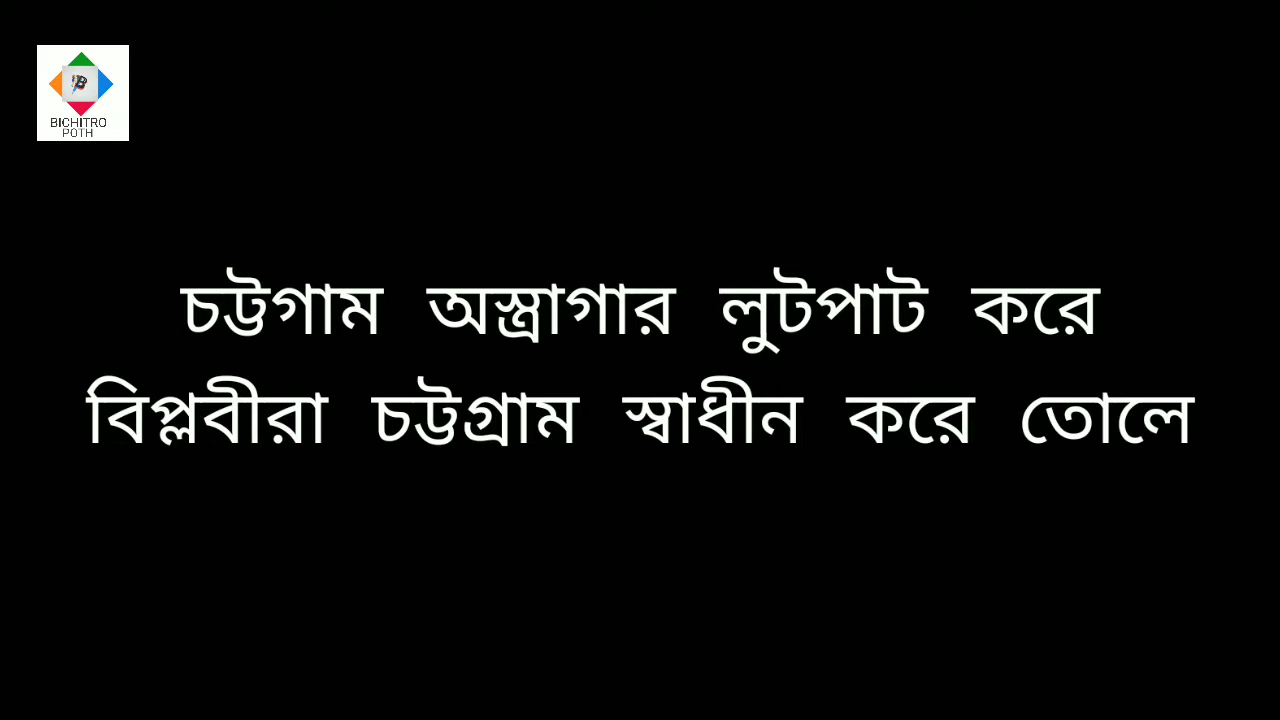 BICHITRO
POTH
চট্টগাম অস্ত্রাগার লুটপাট করে
বিপ্লবীরা চট্টগ্রাম স্বাধীন করে তোলে